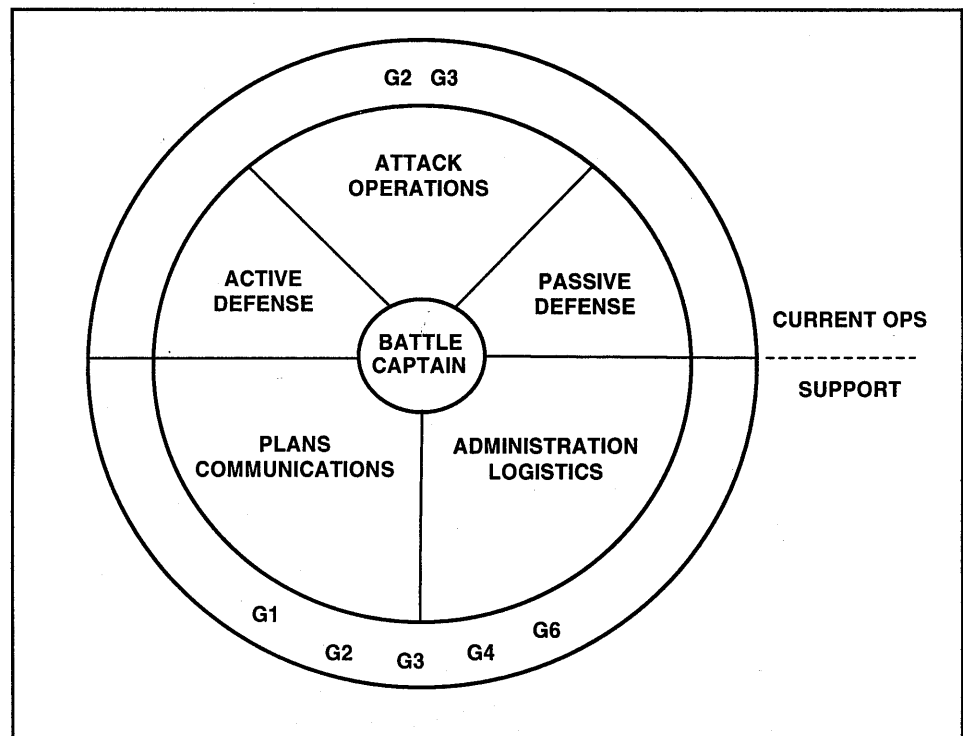 G2 G3
ATTACK
OPERATIONS
ACTIVE
DEFENSE
PASSIVE
DEFENSE
BATTLE
CAPTAIN
CURRENT OPS
SUPPORT
PLANS
COMMUNICATIONS
ADMINISTRATION
LOGISTICS
G1
G2
G3
G4
G6